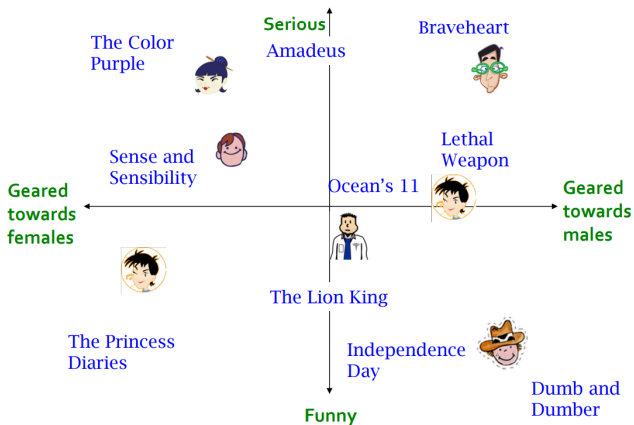 Serious
Braveheart
The Color
Purple
Amadeus
Lethal
Weapon
Sense and
Sensibility
Ocean's 11
Geared
towards
females
Geared
towards
males
The Lion King
The Princess
Diaries
Independence
Day
Dumb and
Dumber
Funny